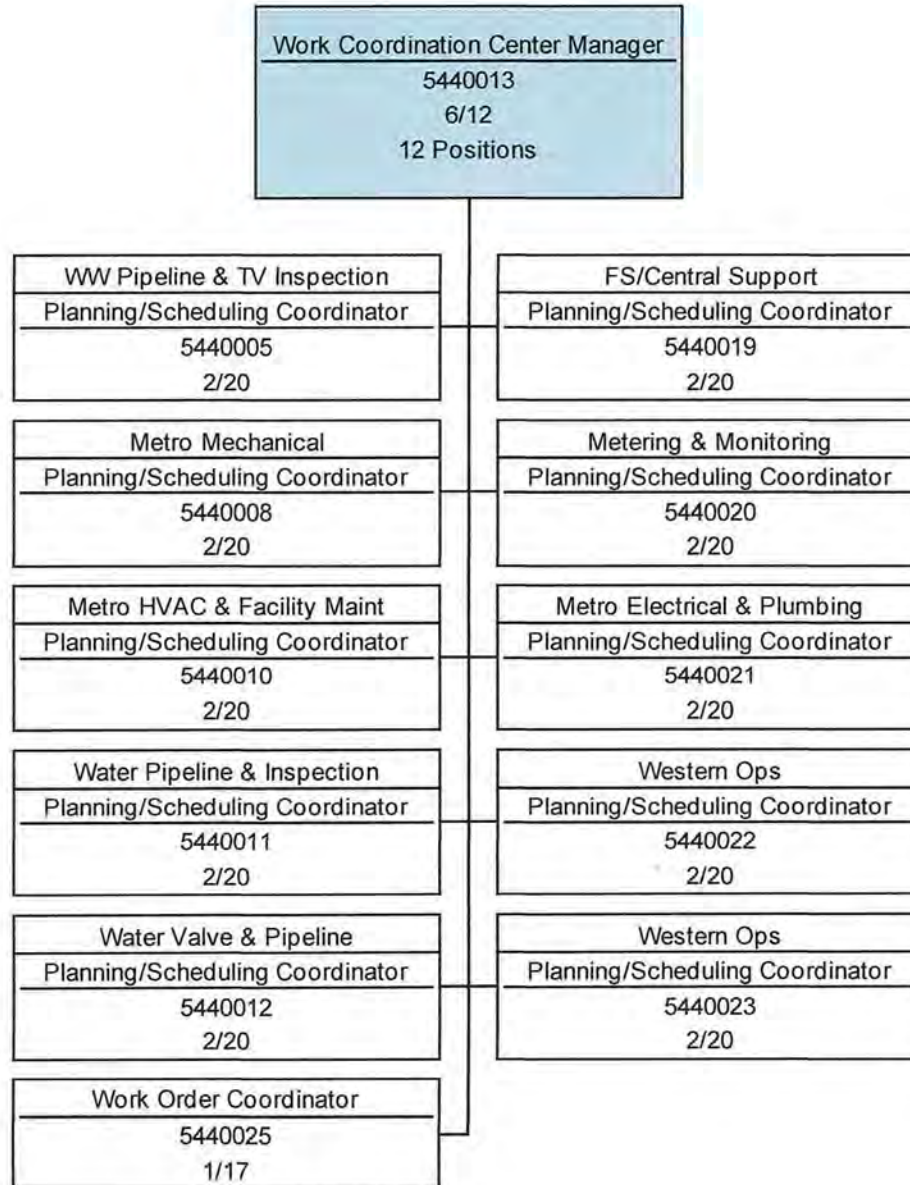 Work Coordination Center Manager
5440013
6/12
12 Positions
WW Pipeline & TV Inspection
Planning/Scheduling Coordinator
5440005
2/20
FS/Central Support
Planning/Scheduling Coordinator
5440019
2/20
Metro Mechanical
Planning/Scheduling Coordinator
5440008
2/20
Metering & Monitoring
Planning/Scheduling Coordinator
5440020
2/20
Metro HVAC & Facility Maint
Planning/Scheduling Coordinator
5440010
2/20
Metro Electrical & Plumbing
Planning/Scheduling Coordinator
5440021
2/20
Water Pipeline & Inspection
Planning/Scheduling Coordinator
5440011
2/20
Western Ops
Planning/Scheduling Coordinator
5440022
2/20
Water Valve & Pipeline
Planning/Scheduling Coordinator
5440012
2/20
Western Ops
Planning/Scheduling Coordinator
5440023
2/20
Work Order Coordinator
5440025
1/17